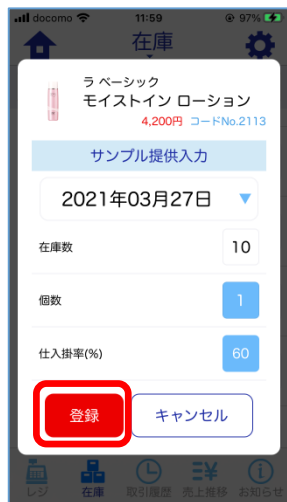 docomo 11:59 97%
在庫
ラ ベーシック
モイストイン ローション
4,200円 コードNo.2113
サンプル提供入力
2021年03月27日 ▼
在庫数 10
個数 1
仕入掛率(%) 60
登録 キャンセル
レジ 在庫 取引履歴 売上推移 お知らせ